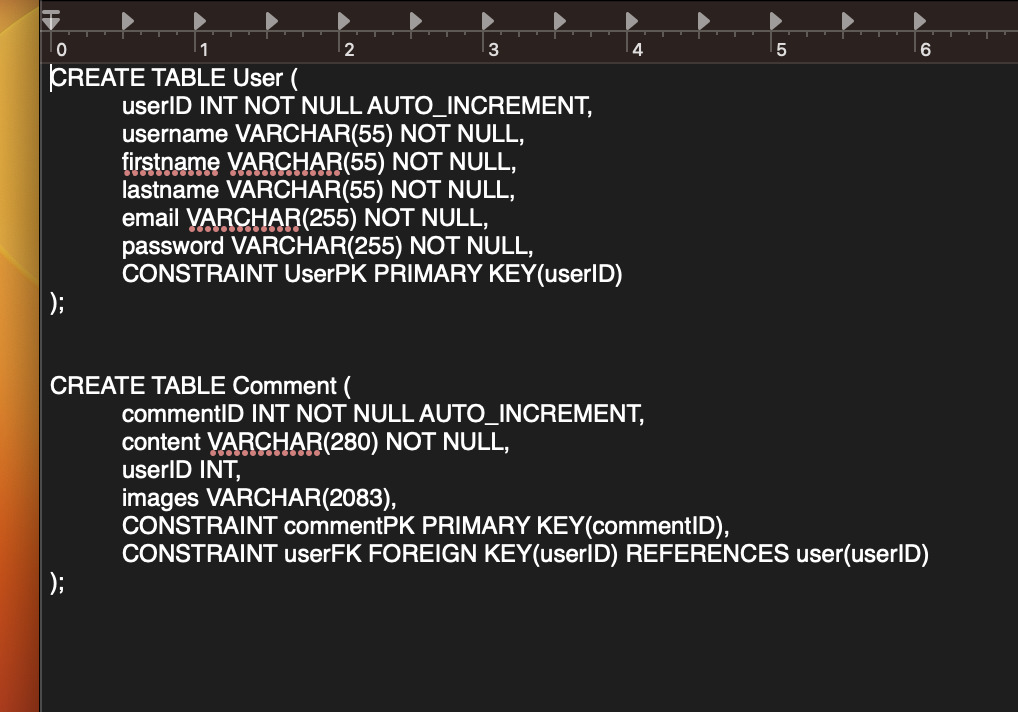 0 1 2 3 4 5 6
CREATE TABLE User (
userID INT NOT NULL AUTO_INCREMENT,
username VARCHAR(55) NOT NULL,
firstname VARCHAR(55) NOT NULL,
lastname VARCHAR(55) NOT NULL,
email VARCHAR(255) NOT NULL,
password VARCHAR(255) NOT NULL,
CONSTRAINT UserPK PRIMARY KEY(userID)
);
CREATE TABLE Comment (
commentID INT NOT NULL AUTO_INCREMENT,
content VARCHAR(280) NOT NULL,
userID INT,
images VARCHAR(2083),
CONSTRAINT commentPK PRIMARY KEY(commentID),
CONSTRAINT userFK FOREIGN KEY(userID) REFERENCES user(userID)
);